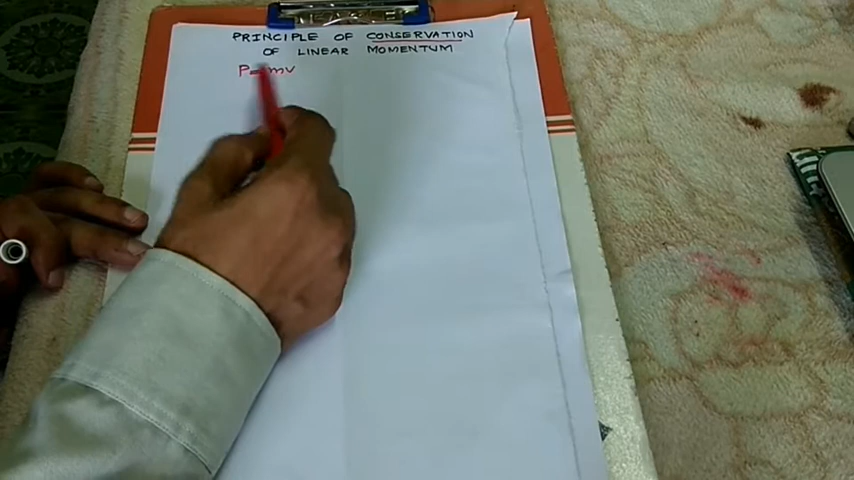 PRINCIPLE OF CONSERVATION
OF LINEAR MOMENTUM
P=mv